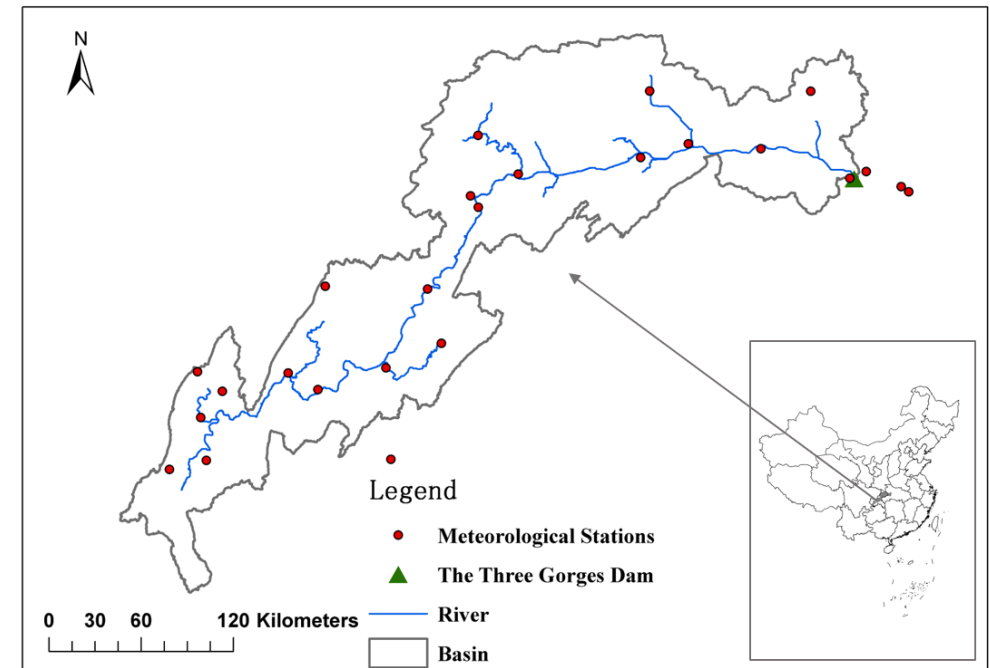 N
Legend
Meteorological Stations
The Three Gorges Dam
River
Basin
0 30 60 120 Kilometers